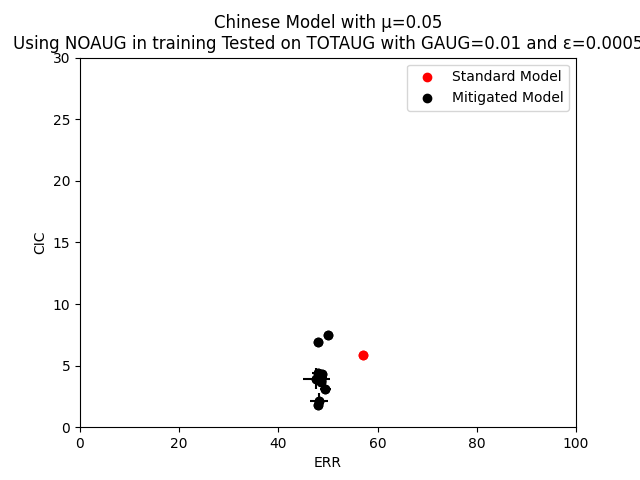 Chinese Model with μ=0.05
Using NOAUG in training Tested on TOTAUG with GAUG=0.01 and ε=0.0005
Standard Model
Mitigated Model
30
25
20
15
10
5
0
CIC
0 20 40 60 80 100
ERR